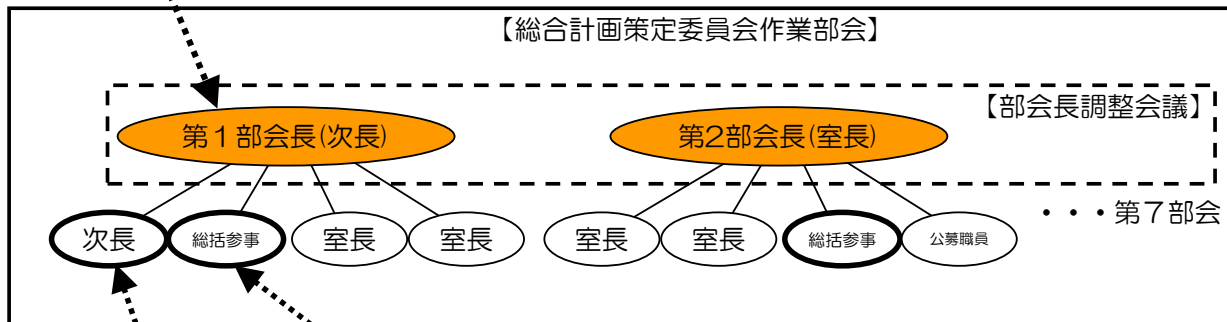 【総合計画策定委員会作業部会】
【部会長調整会議】
第１部会長(次長)
第2部会長(室長)
・・・第７部会
次長
総括参事
室長
室長
室長
室長
総括参事
公募職員